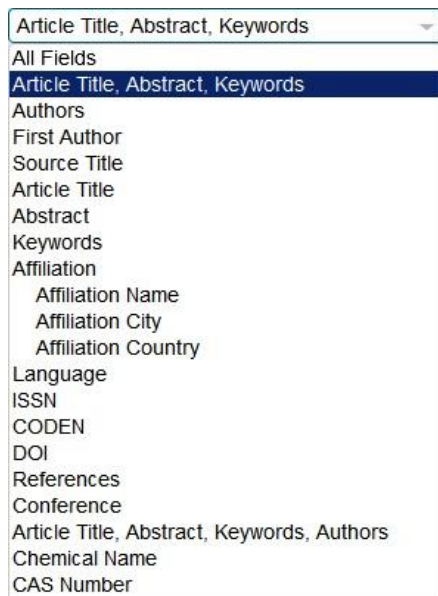 Article Title, Abstract, Keywords
All Fields
Article Title, Abstract, Keywords
Authors
First Author
Source Title
Article Title
Abstract
Keywords
Affiliation
Affiliation Name
Affiliation City
Affiliation Country
Language
ISSN
CODEN
DOI
References
Conference
Article Title, Abstract, Keywords, Authors
Chemical Name
CAS Number